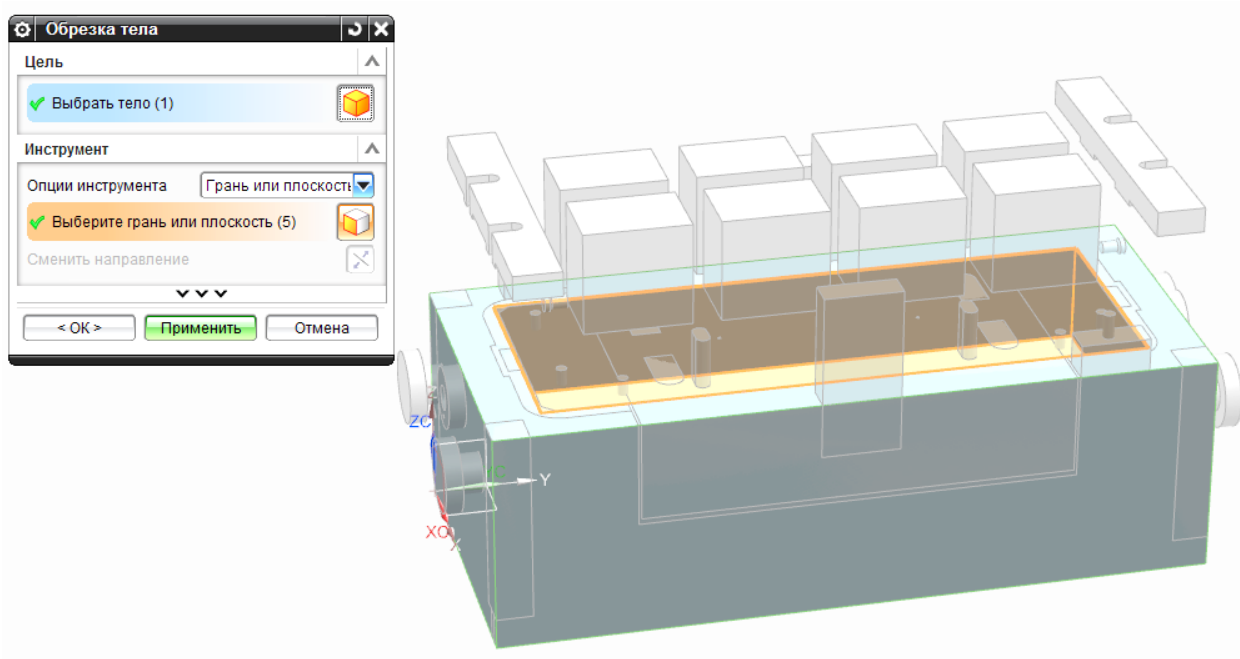 Обрезка тела
Цель
Выбрать тело (1)
Инструмент
Опции инструмента
Грань или плоскость
Выберите грань или плоскость (5)
Сменить направление
< ОК >
Применить
Отмена
ZC
Y
XC
X